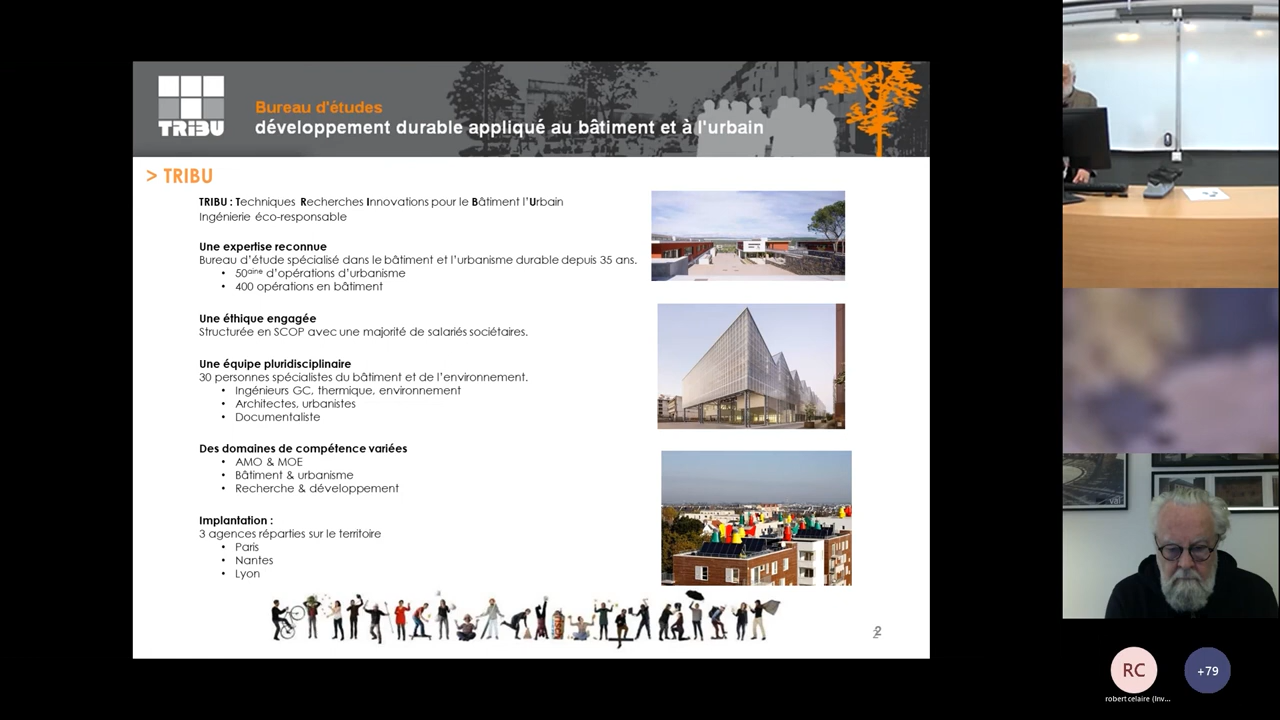 TRiBU
Bureau d'études
développement durable appliqué au bâtiment et à l'urbain
> TRIBU
TRIBU : Techniques Recherches Innovations pour le Bâtiment l'Urbain
Ingénierie éco-responsable
Une expertise reconnue
Bureau d'étude spécialisé dans le bâtiment et l'urbanisme durable depuis 35 ans.
• 50aine d'opérations d'urbanisme
• 400 opérations en bâtiment
Une éthique engagée
Structurée en SCOP avec une majorité de salariés sociétaires.
Une équipe pluridisciplinaire
30 personnes spécialistes du bâtiment et de l'environnement.
• Ingénieurs GC, thermique, environnement
• Architectes, urbanistes
• Documentaliste
Des domaines de compétence variées
• AMO & MOE
• Bâtiment & urbanisme
• Recherche & développement
Implantation :
3 agences réparties sur le territoire
• Paris
• Nantes
• Lyon
2
val
RC
+79
robert celaire (Inv...